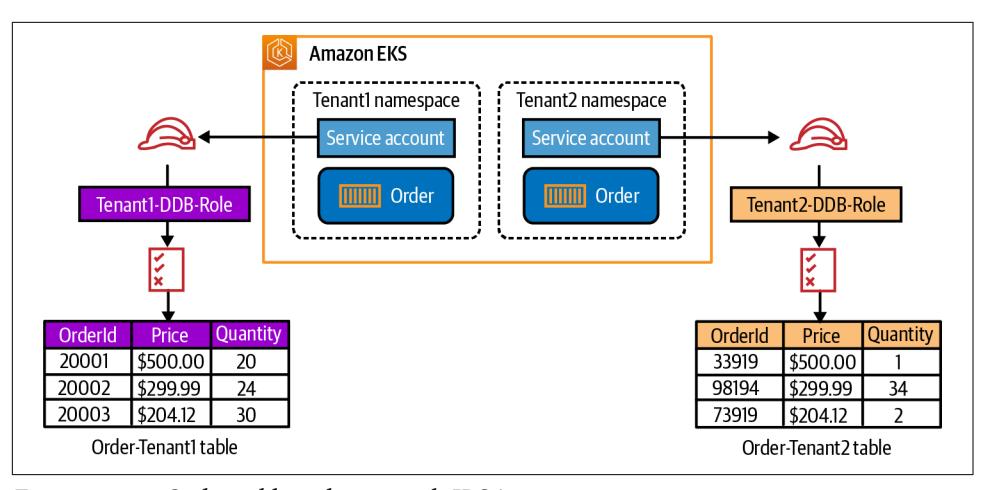 Amazon EKS
Tenant1 namespace
Service account
Order
Tenant2 namespace
Service account
Order
Tenant1-DDB-Role
OrderId Price Quantity
20001 $500.00 20
20002 $299.99 24
20003 $204.12 30
Order-Tenant1 table
Tenant2-DDB-Role
OrderId Price Quantity
33919 $500.00 1
98194 $299.99 34
73919 $204.12 2
Order-Tenant2 table